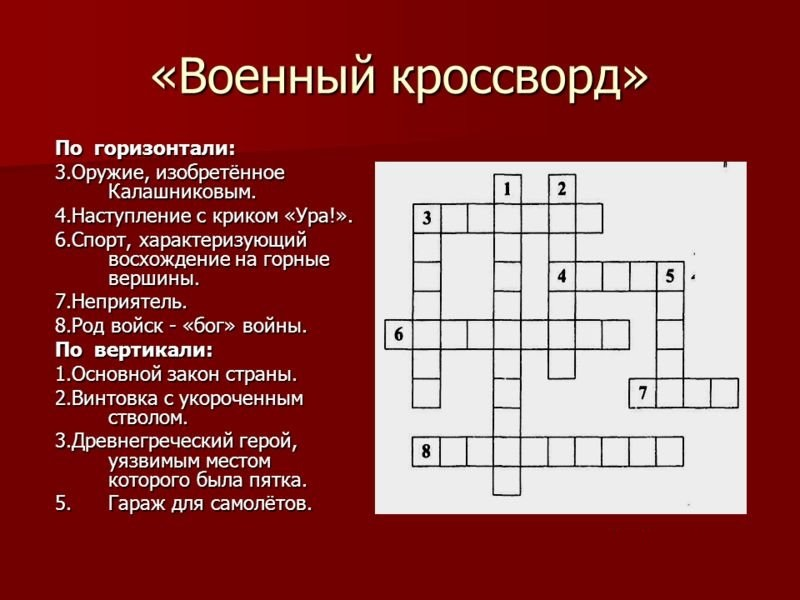 «Военный кроссворд»
По горизонтали:
3.Оружие, изобретённое
Калашниковым.
4.Наступление с криком «Ура!».
6.Спорт, характеризующий
восхождение на горные
вершины.
7.Неприятель.
8.Род войск - «бог» войны.
По вертикали:
1.Основной закон страны.
2.Винтовка с укороченным
стволом.
3.Древнегреческий герой,
уязвимым местом
которого была пятка.
5. Гараж для самолётов.
1 2
3
4 5
6
7
8